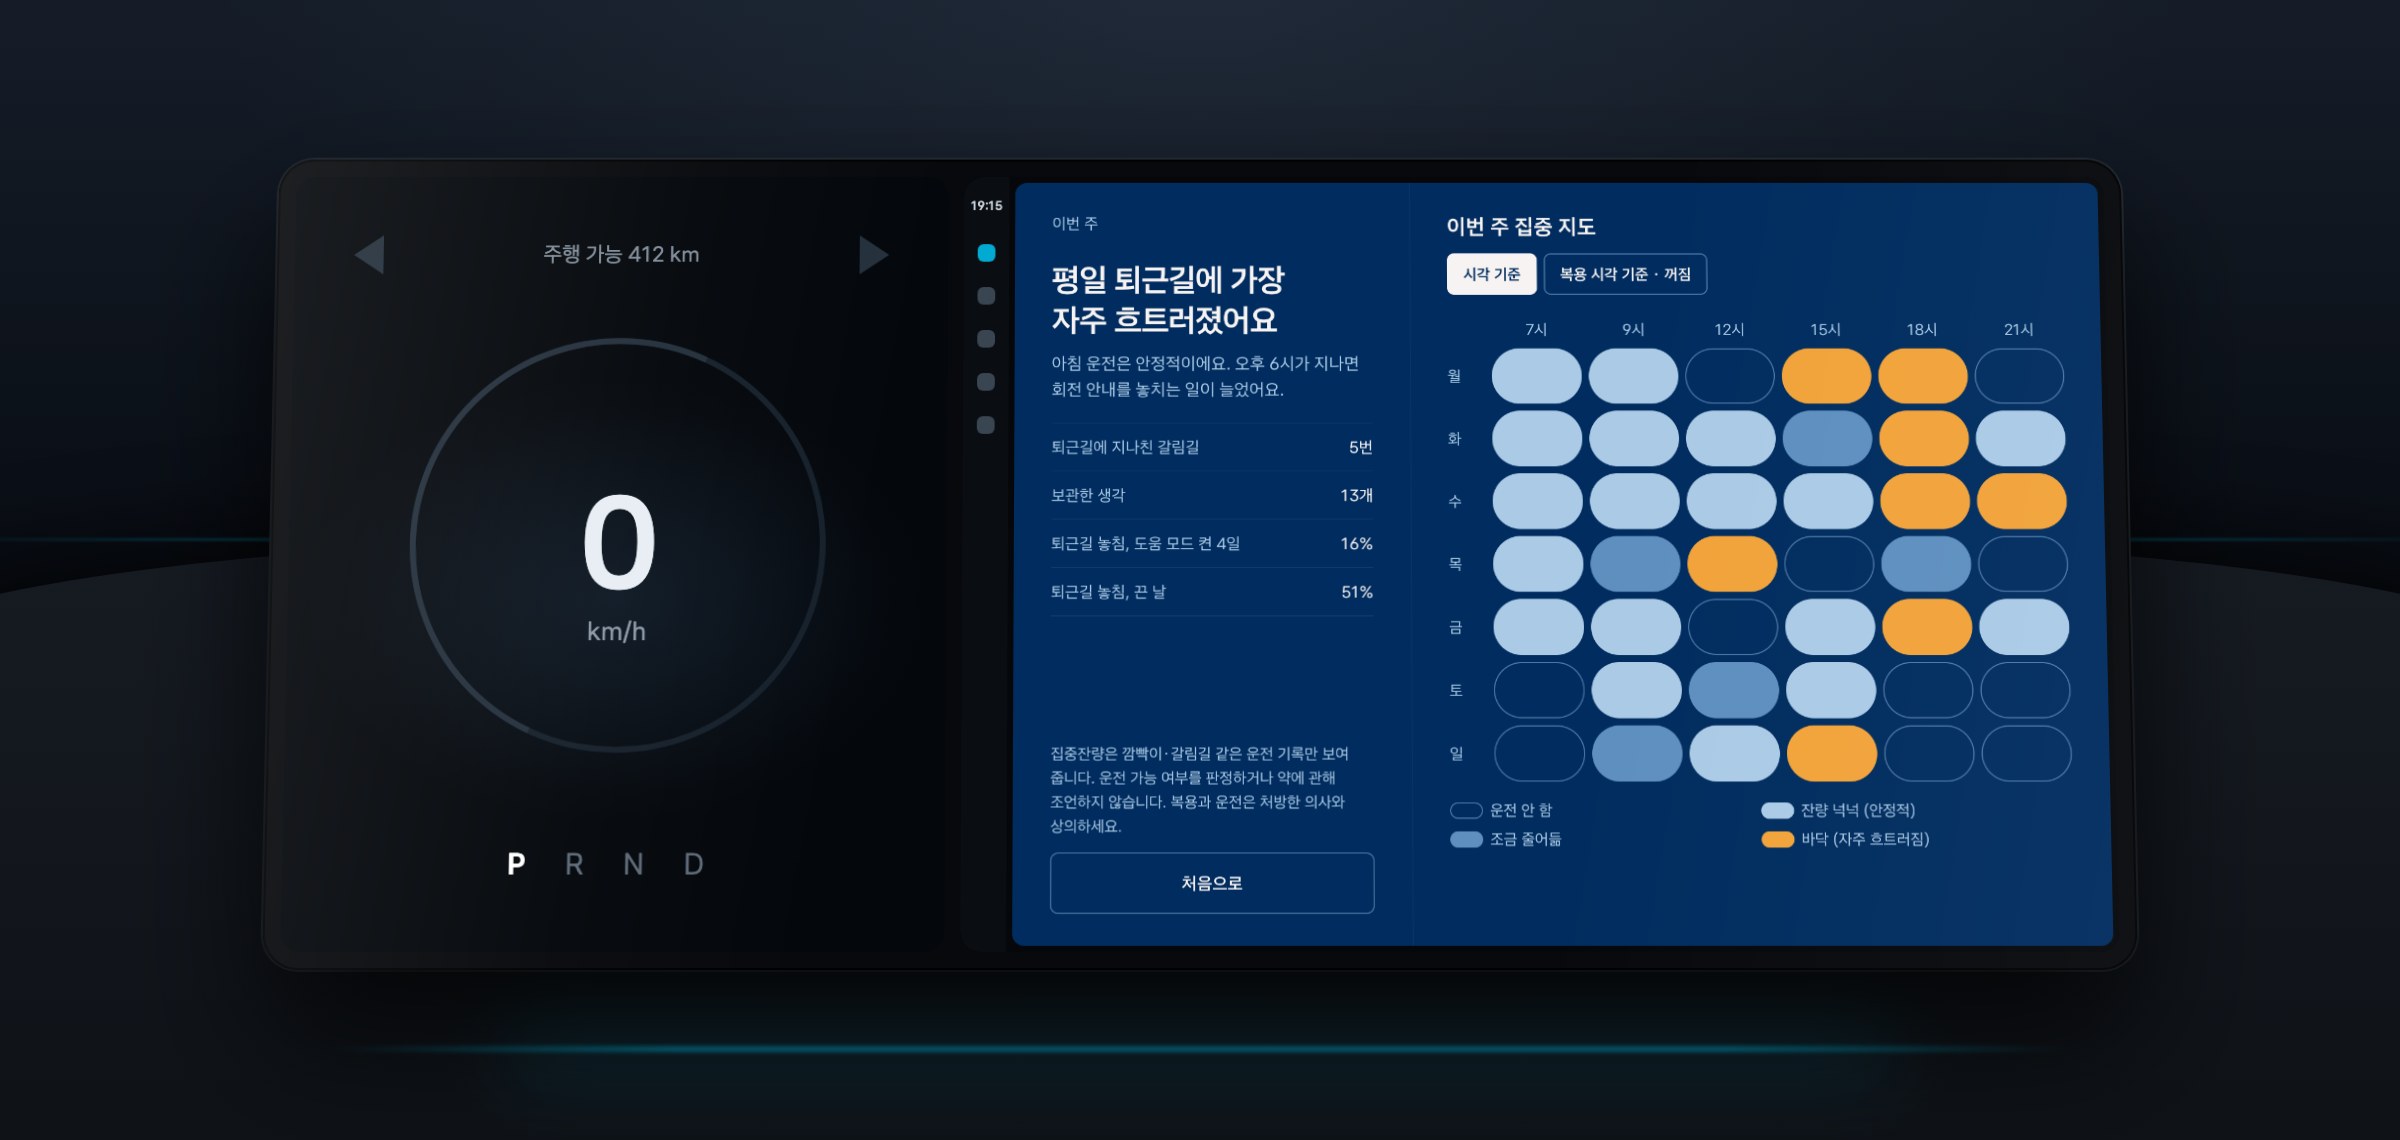 주행 가능 412 km
0
km/h
P R N D
19:15
이번 주
평일 퇴근길에 가장
자주 흐트러졌어요
아침 운전은 안정적이에요. 오후 6시가 지나면
회전 안내를 놓치는 일이 늘었어요.
퇴근길에 지나친 갈림길 5번
보관한 생각 13개
퇴근길 놓침, 도움 모드 켠 4일 16%
퇴근길 놓침, 끈 날 51%
집중잔량은 깜빡이·갈림길 같은 운전 기록만 보여
줍니다. 운전 가능 여부를 판정하거나 약에 관해
조언하지 않습니다. 복용과 운전은 처방한 의사와
상의하세요.
처음으로
이번 주 집중 지도
시각 기준 복용 시각 기준 · 꺼짐
7시 9시 12시 15시 18시 21시
월
화
수
목
금
토
일
운전 안 함 잔량 넉넉 (안정적)
조금 줄어듦 바닥 (자주 흐트러짐)